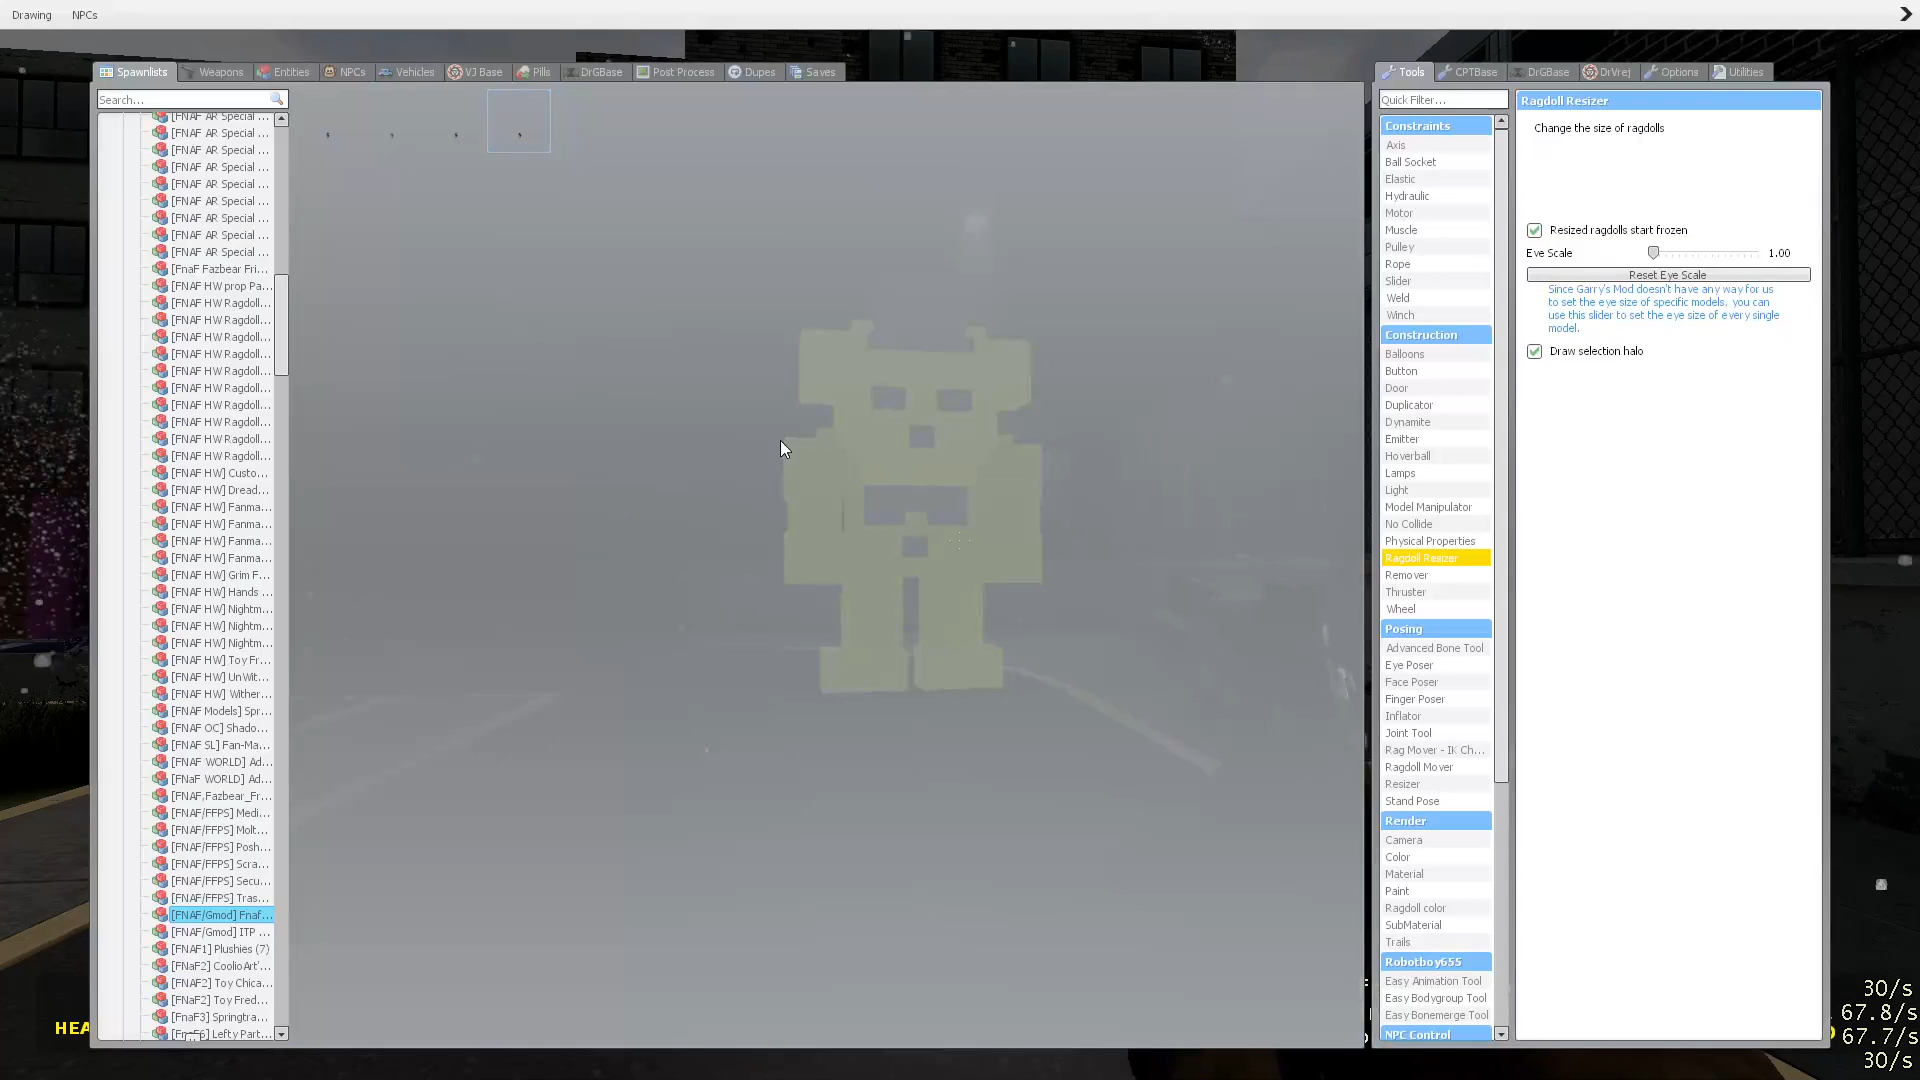 Drawing NPCs
Spawnlists Weapons Entities NPCs Vehicles VJ Base Pills DrGBase Post Process Dupes Saves
Search...
[FNAF AR Special ...
[FNAF AR Special ...
[FNAF AR Special ...
[FNAF AR Special ...
[FNAF AR Special ...
[FNAF AR Special ...
[FNAF AR Special ...
[FNAF AR Special ...
[FNAF AR Special ...
[FnaF Fazbear Fri...
[FNAF HW prop Pa...
[FNAF HW Ragdoll...
[FNAF HW Ragdoll...
[FNAF HW Ragdoll...
[FNAF HW Ragdoll...
[FNAF HW Ragdoll...
[FNAF HW Ragdoll...
[FNAF HW Ragdoll...
[FNAF HW Ragdoll...
[FNAF HW Ragdoll...
[FNAF HW Ragdoll...
[FNAF HW] Custo...
[FNAF HW] Dread...
[FNAF HW] Fanma...
[FNAF HW] Fanma...
[FNAF HW] Fanma...
[FNAF HW] Fanma...
[FNAF HW] Grim F...
[FNAF HW] Hands ...
[FNAF HW] Nightm...
[FNAF HW] Nightm...
[FNAF HW] Nightm...
[FNAF HW] Toy Fr...
[FNAF HW] UnWit...
[FNAF HW] Wither...
[FNAF Models] Spr...
[FNAF OC] Shado...
[FNAF SL] Fan-Ma...
[FNAF WORLD] Ad...
[FNaF WORLD] Ad...
[FNAF,Fazbear_Fr...
[FNAF/FFPS] Medi...
[FNAF/FFPS] Molt...
[FNAF/FFPS] Posh...
[FNAF/FFPS] Scra...
[FNAF/FFPS] Secu...
[FNAF/FFPS] Tras...
[FNAF/Gmod] Fnaf...
[FNAF/Gmod] ITP ...
[FNAF1] Plushies (7)
[FNaF2] CoolioArt'...
[FNAF2] Toy Chica...
[FNaF2] Toy Fred...
[FnaF3] Springtra...
[FnaF6] Lefty Part...
HEA
Tools CPTBase DrGBase DrVrej Options Utilities
Quick Filter...
Constraints
Axis
Ball Socket
Elastic
Hydraulic
Motor
Muscle
Pulley
Rope
Slider
Weld
Winch
Construction
Balloons
Button
Door
Duplicator
Dynamite
Emitter
Hoverball
Lamps
Light
Model Manipulator
No Collide
Physical Properties
Ragdoll Resizer
Remover
Thruster
Wheel
Posing
Advanced Bone Tool
Eye Poser
Face Poser
Finger Poser
Inflator
Joint Tool
Rag Mover - IK Ch...
Ragdoll Mover
Resizer
Stand Pose
Render
Camera
Color
Material
Paint
Ragdoll color
SubMaterial
Trails
Robotboy655
Easy Animation Tool
Easy Bodygroup Tool
Easy Bonemerge Tool
NPC Control
Ragdoll Resizer
Change the size of ragdolls
Resized ragdolls start frozen
Eye Scale 1.00
Reset Eye Scale
Since Garry's Mod doesn't have any way for us
to set the eye size of specific models, you can
use this slider to set the eye size of every single
model.
Draw selection halo
30/s
67.8/s
67.7/s
30/s